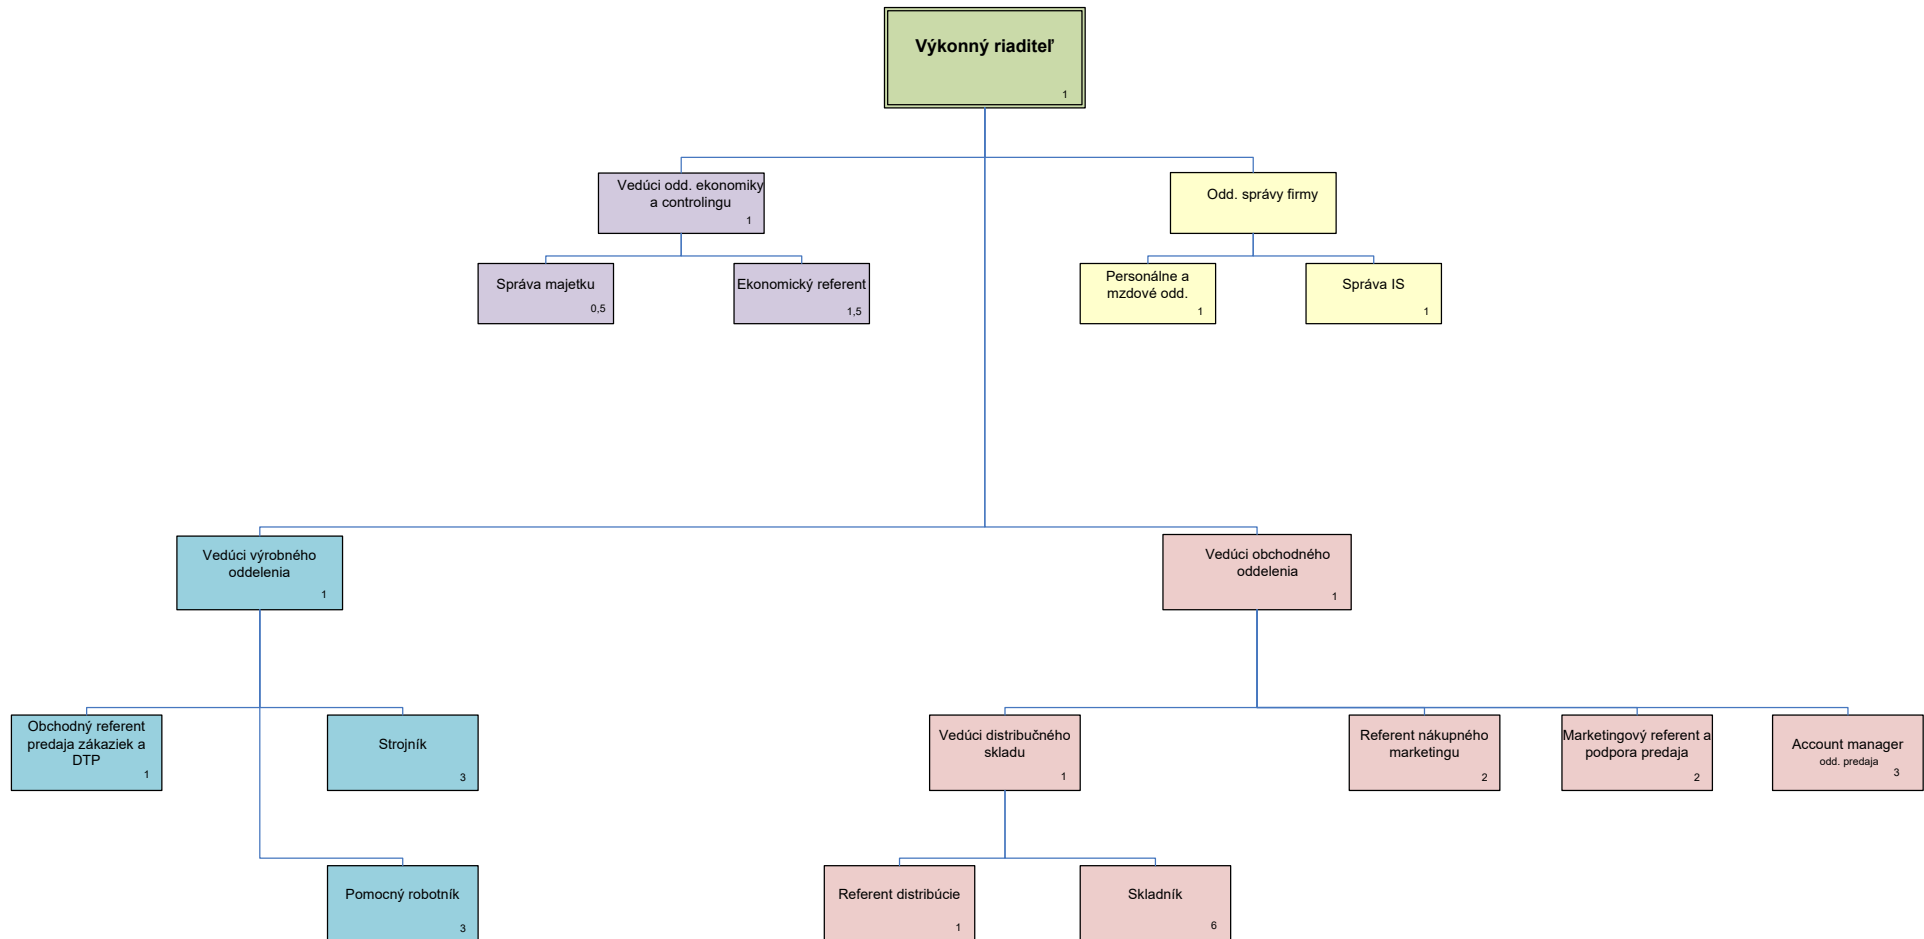 Výkonný riaditeľ
1
Vedúci odd. ekonomiky
a controlingu
1
Odd. správy firmy
Správa majetku
0,5
Ekonomický referent
1,5
Personálne a
mzdové odd.
1
Správa IS
1
Vedúci výrobného
oddelenia
1
Vedúci obchodného
oddelenia
1
Obchodný referent
predaja zákaziek a
DTP
1
Strojník
3
Vedúci distribučného
skladu
1
Referent nákupného
marketingu
2
Marketingový referent a
podpora predaja
2
Account manager
odd. predaja
3
Pomocný robotník
3
Referent distribúcie
1
Skladník
6